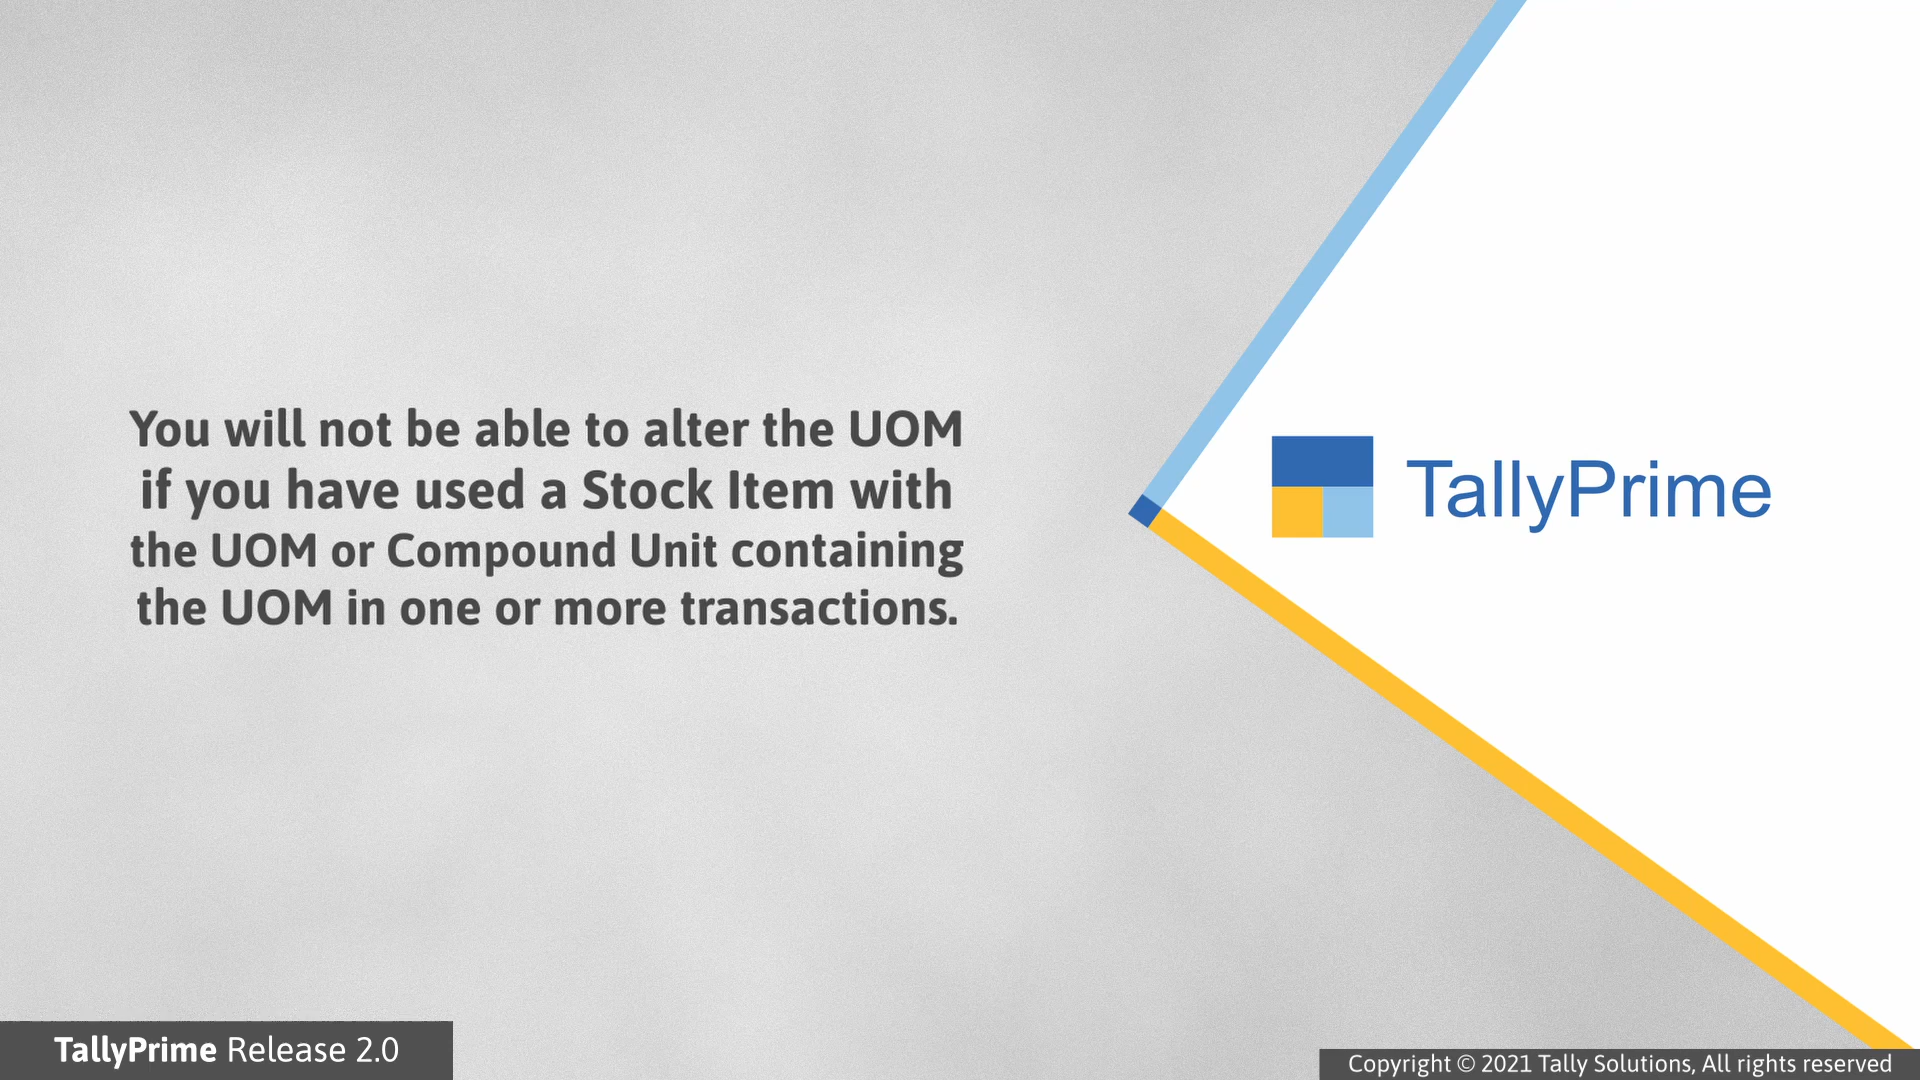 You will not be able to alter the UOM
if you have used a Stock Item with
the UOM or Compound Unit containing
the UOM in one or more transactions.
TallyPrime
TallyPrime Release 2.0
Copyright © 2021 Tally Solutions, All rights reserved